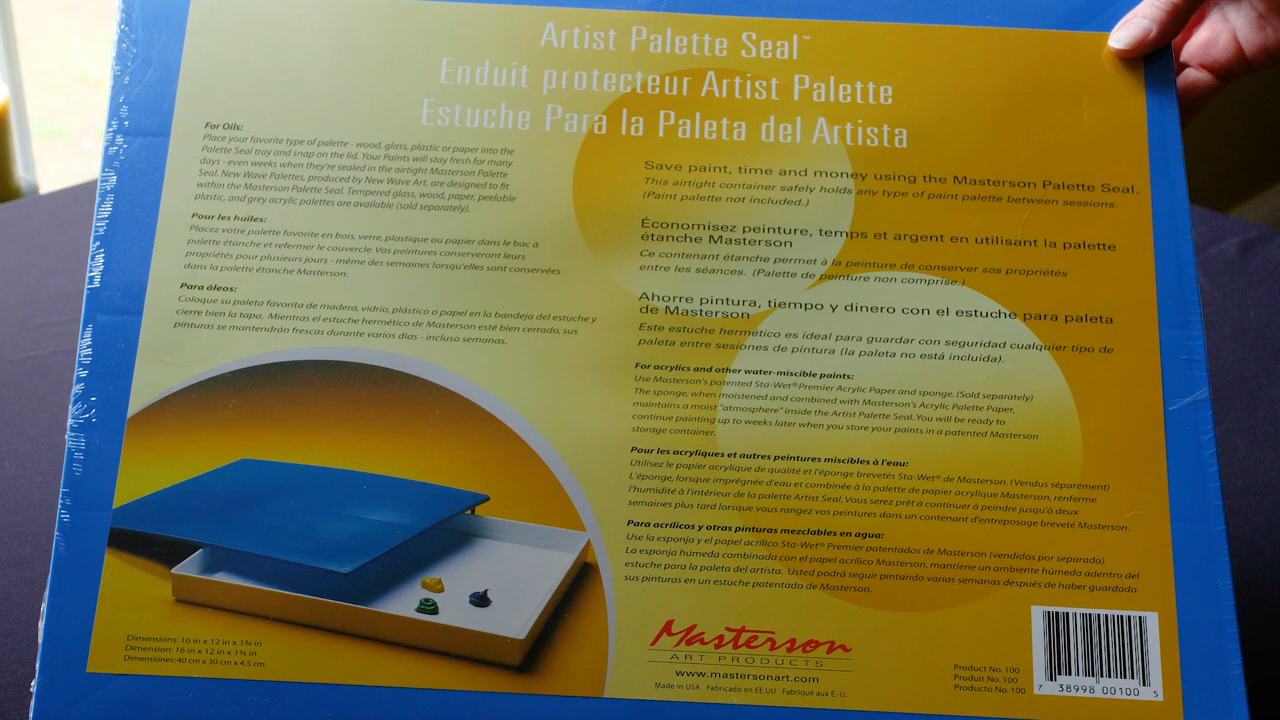 Artist Palette Seal™
Enduit protecteur Artist Palette
Estuche Para la Paleta del Artista
For Oils:
Place your favorite type of palette - wood, glass, plastic or paper into the
Palette Seal tray and snap on the lid. Your Paints will stay fresh for many
days - even weeks when they're sealed in the airtight Masterson Palette
Seal. New Wave Palettes, produced by New Wave Art, are designed to fit
within the Masterson Palette Seal. Tempered glass, wood, paper, peelable
plastic, and grey acrylic palettes are available (sold separately).
Pour les huiles:
Placez votre palette favorite en bois, verre, plastique ou papier dans le bac à
palette étanche et refermer le couvercle. Vos peintures conserveront leurs
propriétés pour plusieurs jours - même des semaines lorsqu'elles sont conservées
dans la palette étanche Masterson.
Para óleos:
Coloque su paleta favorita de madera, vidrio, plástico o papel en la bandeja del estuche y
cierre bien la tapa. Mientras el estuche hermético de Masterson esté bien cerrado, sus
pinturas se mantendrán frescas durante varios días - incluso semanas.
Dimensions: 16 in x 12 in x 1¾ in
Dimension: 16 in x 12 in x 1¾ in
Dimensiones: 40 cm x 30 cm x 4.5 cm
Save paint, time and money using the Masterson Palette Seal.
This airtight container safely holds any type of paint palette between sessions.
(Paint palette not included.)
Économisez peinture, temps et argent en utilisant la palette
étanche Masterson
Ce contenant étanche permet à la peinture de conserver ses propriétés
entre les séances. (Palette de peinture non comprise.)
Ahorre pintura, tiempo y dinero con el estuche para paleta
de Masterson
Este estuche hermético es ideal para guardar con seguridad cualquier tipo de
paleta entre sesiones de pintura (la paleta no está incluida).
For acrylics and other water-miscible paints:
Use Masterson's patented Sta-Wet® Premier Acrylic Paper and sponge. (Sold separately)
The sponge, when moistened and combined with Masterson's Acrylic Palette Paper,
maintains a moist "atmosphere" inside the Artist Palette Seal. You will be ready to
continue painting up to weeks later when you store your paints in a patented Masterson
storage container.
Pour les acryliques et autres peintures miscibles à l'eau:
Utilisez le papier acrylique de qualité et l'éponge brevetés Sta-Wet® de Masterson. (Vendus séparément)
L'éponge, lorsque imprégnée d'eau et combinée à la palette de papier acrylique Masterson, renferme
l'humidité à l'intérieur de la palette Artist Seal. Vous serez prêt à continuer à peindre jusqu'à deux
semaines plus tard lorsque vous rangez vos peintures dans un contenant d'entreposage breveté Masterson.
Para acrílicos y otras pinturas mezclables en agua:
Use la esponja y el papel acrílico Sta-Wet® Premier patentados de Masterson (vendidos por separado).
La esponja húmeda combinada con el papel acrílico Masterson, mantiene un ambiente húmedo adentro del
estuche para la paleta del artista. Usted podrá seguir pintando varias semanas después de haber guardado
sus pinturas en un estuche patentado de Masterson.
Masterson
ART PRODUCTS
www.mastersonart.com
Made in USA Fabricado en EE.UU Fabriqué aux É.-U.
Product No. 100
Produit No. 100
Producto No. 100
7 38998 00100 5